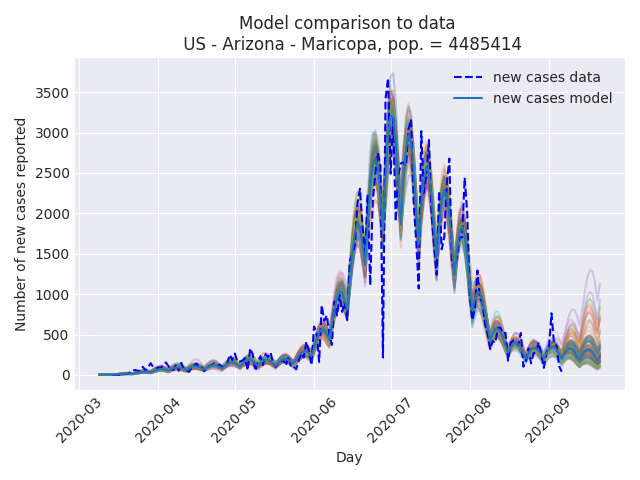 Model comparison to data
US - Arizona - Maricopa, pop. = 4485414
new cases data
new cases model
Number of new cases reported
3500
3000
2500
2000
1500
1000
500
0
2020-03
2020-04
2020-05
2020-06
2020-07
2020-08
2020-09
Day